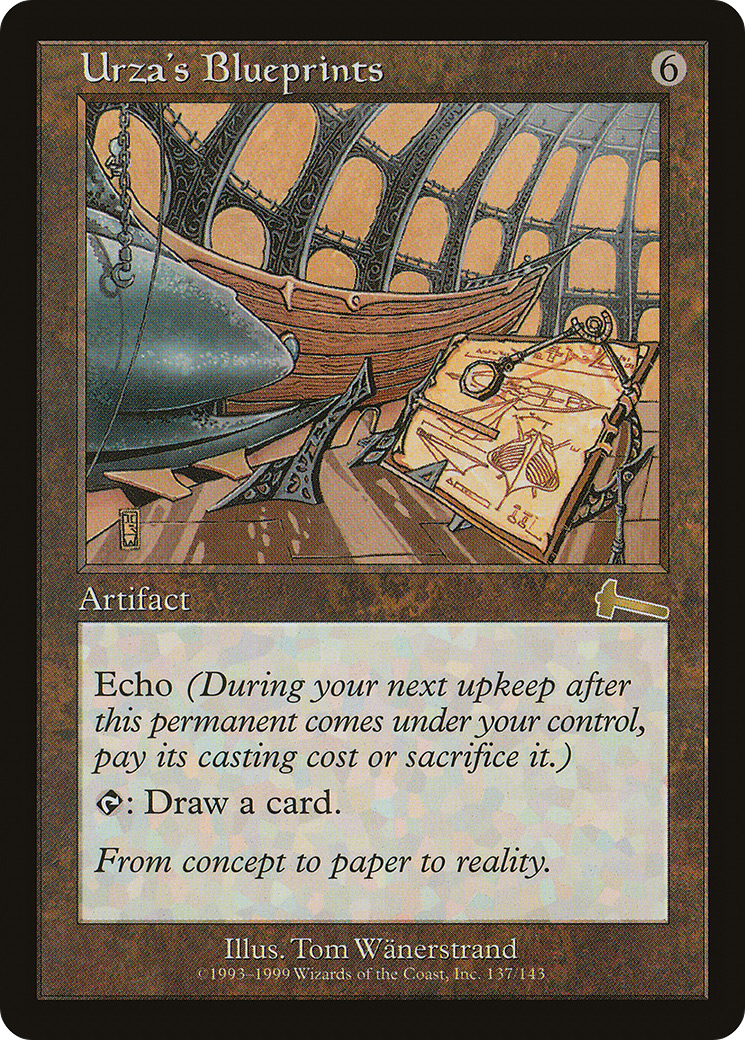 Urza's Blueprints
6
Artifact
Echo (During your next upkeep after
this permanent comes under your control,
pay its casting cost or sacrifice it.)
: Draw a card.
From concept to paper to reality.
Illus. Tom Wänerstrand
©1993–1999 Wizards of the Coast, Inc. 137/143